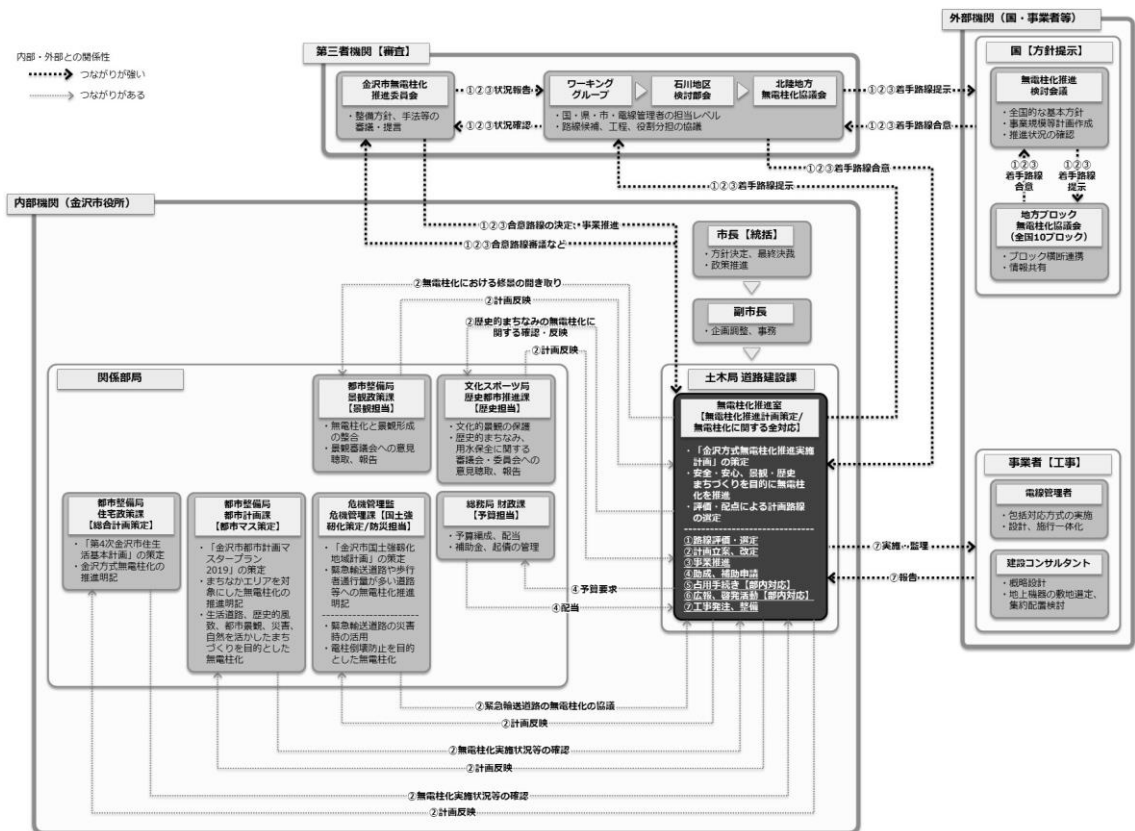 内部・外部との関係性
つながりが強い
つながりがある
第三者機関【審査】
金沢市無電柱化
推進委員会
・整備方針、手法等の
審議・提言
①②③状況報告
①②③状況確認
ワーキング
グループ
石川地区
検討部会
北陸地方
無電柱化協議会
・国・県・市・電線管理者の担当レベル
・路線候補、工程、役割分担の協議
①②③着手路線提示
①②③着手路線合意
外部機関(国・事業者等)
国【方針提示】
無電柱化推進
検討会議
・全国的な基本方針
・事業規模等計画作成
・推進状況の確認
①②③
着手路線
合意
①②③
着手路線
提示
地方ブロック
無電柱化協議会
(全国10ブロック)
・ブロック横断連携
・情報共有
①②③着手路線合意
①②③着手路線提示
内部機関(金沢市役所)
①②③合意路線の決定・事業推進
①②③合意路線審議など
市長【統括】
・方針決定、最終決裁
・政策推進
副市長
・企画調整、事務
②無電柱化における修景の聞き取り
②計画反映
②歴史的まちなみの無電柱化に
関する確認・反映
②計画反映
関係部局
都市整備局
景観政策課
【景観担当】
・無電柱化と景観形成
の整合
・景観審議会への意見
聴取、報告
文化スポーツ局
歴史都市推進課
【歴史担当】
・文化的景観の保護
・歴史的まちなみ、
用水保全に関する
審議会・委員会への
意見聴取、報告
都市整備局
住宅政策課
【総合計画策定】
・「第4次金沢市住生
活基本計画」の策定
・金沢方式無電柱化の
推進明記
都市整備局
都市計画課
【都市マス策定】
・「金沢市都市計画マ
スタープラン
2019」の策定
・まちなかエリアを対
象にした無電柱化の
推進明記
・生活道路、歴史的風
致、都市景観、災害、
自然を活かしたまち
づくりを目的とした
無電柱化
危機管理監
危機管理課【国土強
靭化策定/防災担当】
・「金沢市国土強靱化
地域計画」の策定
・緊急輸送道路や歩行
者通行量が多い道路
等への無電柱化推進
明記
・緊急輸送道路の災害
時の活用
・電柱倒壊防止を目的
とした無電柱化
総務局 財政課
【予算担当】
・予算編成、配当
・補助金、起債の管理
④予算要求
④配当
土木局 道路建設課
無電柱化推進室
【無電柱化推進計画策定/
無電柱化に関する全対応】
・「金沢方式無電柱化推進実施
計画」の策定
・安全・安心、景観・歴史
まちづくりを目的に無電柱
化を推進
・評価・配点による計画路線
の選定
①路線評価・選定
②計画立案、改定
③事業推進
④助成、補助申請
⑤占用手続き【部内対応】
⑥広報、啓発活動【部内対応】
⑦工事発注、整備
⑦実施・監理
⑦報告
事業者【工事】
電線管理者
・包括対応方式の実施
・設計、施行一体化
建設コンサルタント
・概略設計
・地上機器の敷地選定、
集約配置検討
②緊急輸送道路の無電柱化の協議
②計画反映
②無電柱化実施状況等の確認
②計画反映
②無電柱化実施状況等の確認
②計画反映